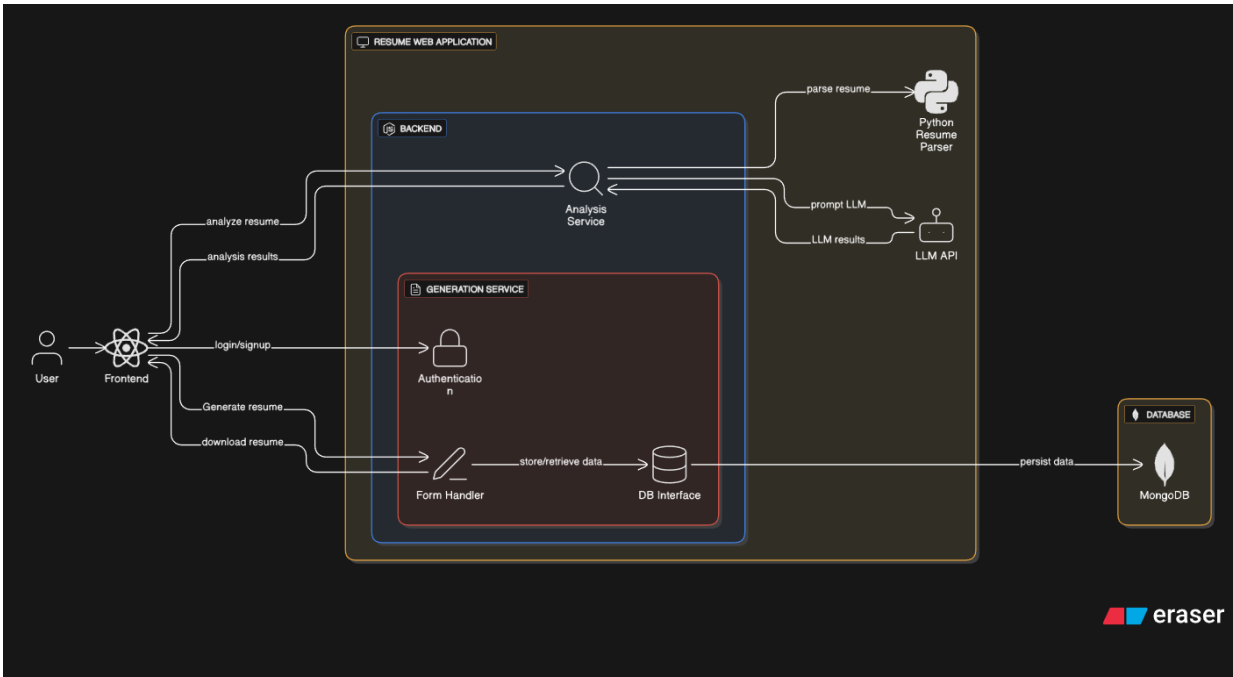 RESUME WEB APPLICATION
parse resume
Python
Resume
Parser
BACKEND
Analysis
Service
prompt LLM
LLM results
LLM API
analyze resume
analysis results
GENERATION SERVICE
User
Frontend
login/signup
Authenticatio
n
Generate resume
download resume
Form Handler
store/retrieve data
DB Interface
persist data
DATABASE
MongoDB
eraser